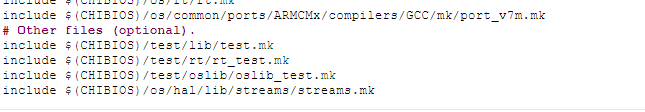 include $(CHIBIOS)/os/rt/rt.mk
include $(CHIBIOS)/os/common/ports/ARMCMx/compilers/GCC/mk/port_v7m.mk
# Other files (optional).
include $(CHIBIOS)/test/lib/test.mk
include $(CHIBIOS)/test/rt/rt_test.mk
include $(CHIBIOS)/test/oslib/oslib_test.mk
include $(CHIBIOS)/os/hal/lib/streams/streams.mk